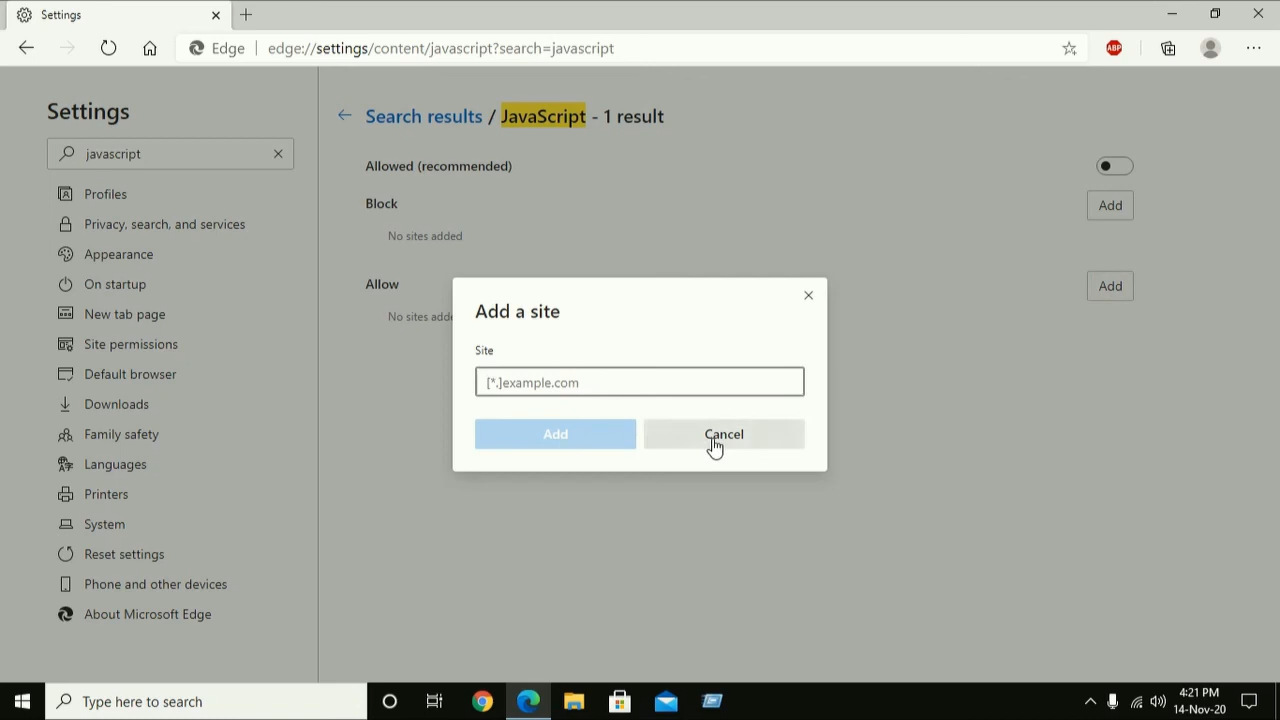 Settings
Edge
edge://settings/content/javascript?search=javascript
ABP
Settings
javascript
Profiles
Privacy, search, and services
Appearance
On startup
New tab page
Site permissions
Default browser
Downloads
Family safety
Languages
Printers
System
Reset settings
Phone and other devices
About Microsoft Edge
Search results / JavaScript - 1 result
Allowed (recommended)
Block
Add
No sites added
Allow
Add
No sites adde
Add a site
Site
[*.]example.com
Add
Cancel
Type here to search
4:21 PM
14-Nov-20